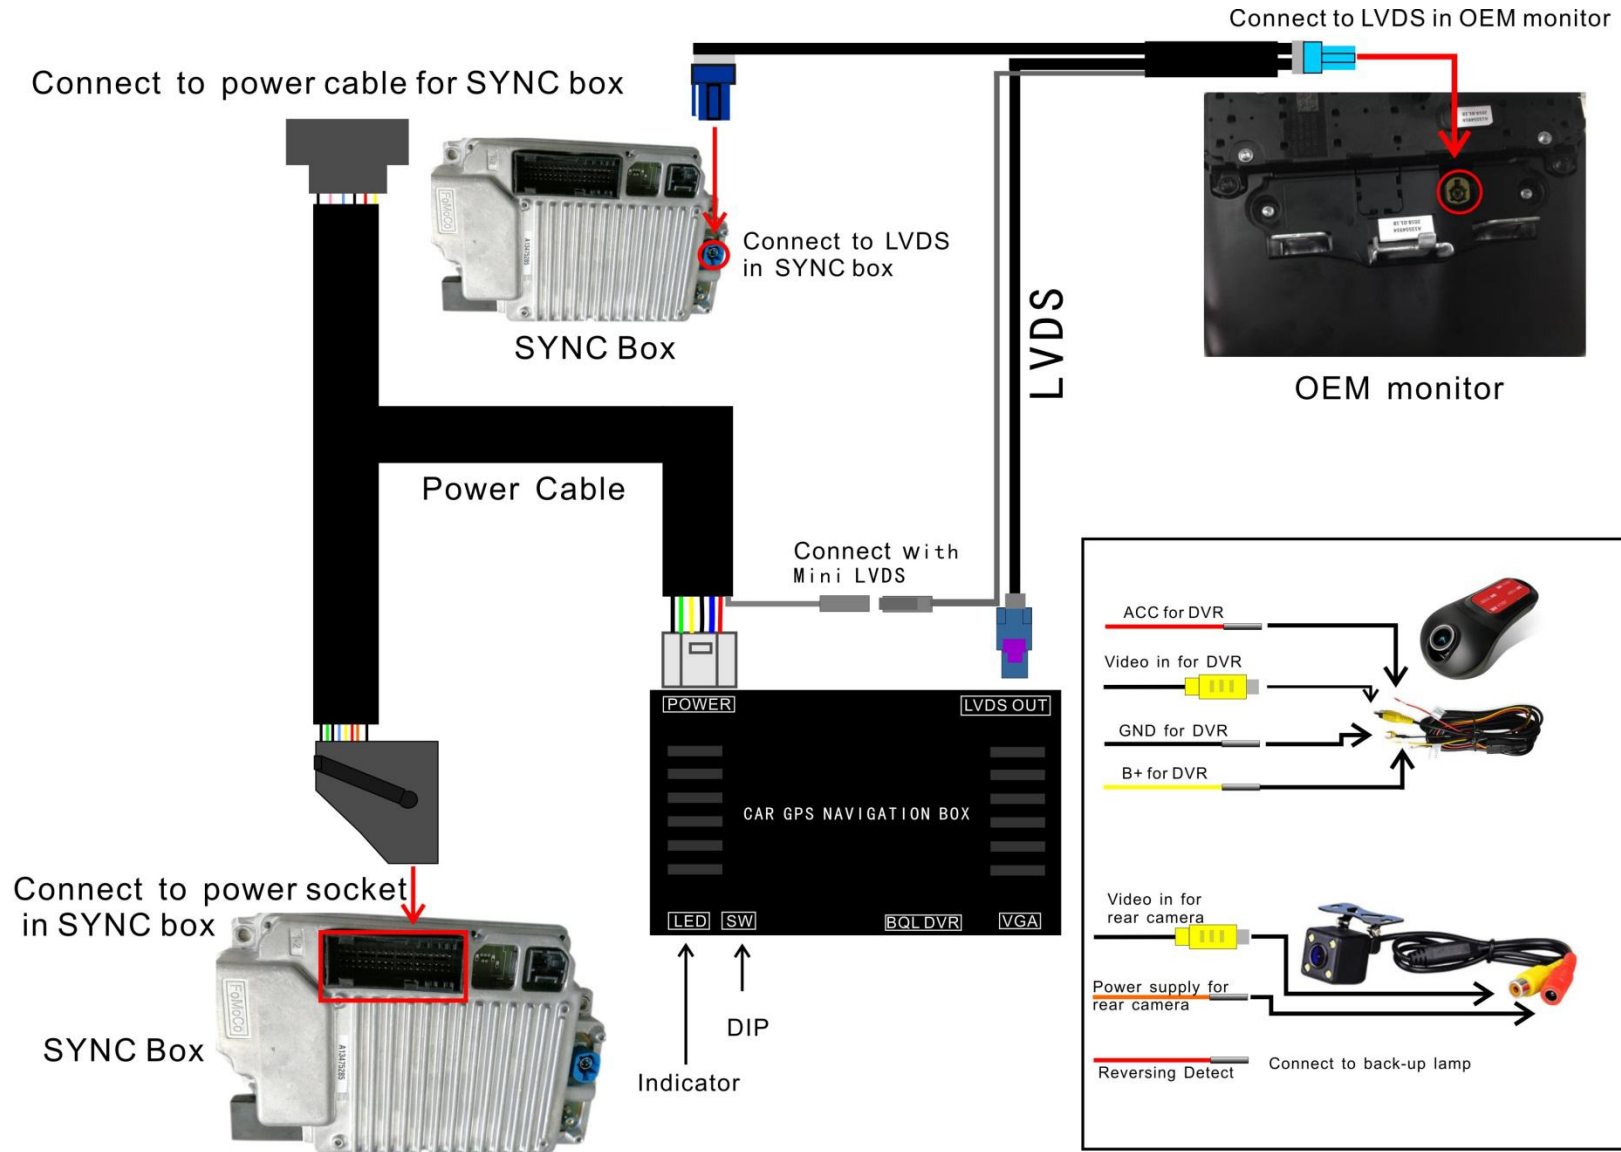 Connect to LVDS in OEM monitor
Connect to power cable for SYNC box
FoMoCo
A13475285
Connect to LVDS
in SYNC box
SYNC Box
LVDS
OEM monitor
Power Cable
Connect with
Mini LVDS
POWER
LVDS OUT
CAR GPS NAVIGATION BOX
LED
SW
BQL DVR
VGA
DIP
Indicator
Connect to power socket
in SYNC box
FoMoCo
A13475285
SYNC Box
ACC for DVR
Video in for DVR
GND for DVR
B+ for DVR
Video in for
rear camera
Power supply for
rear camera
Reversing Detect
Connect to back-up lamp